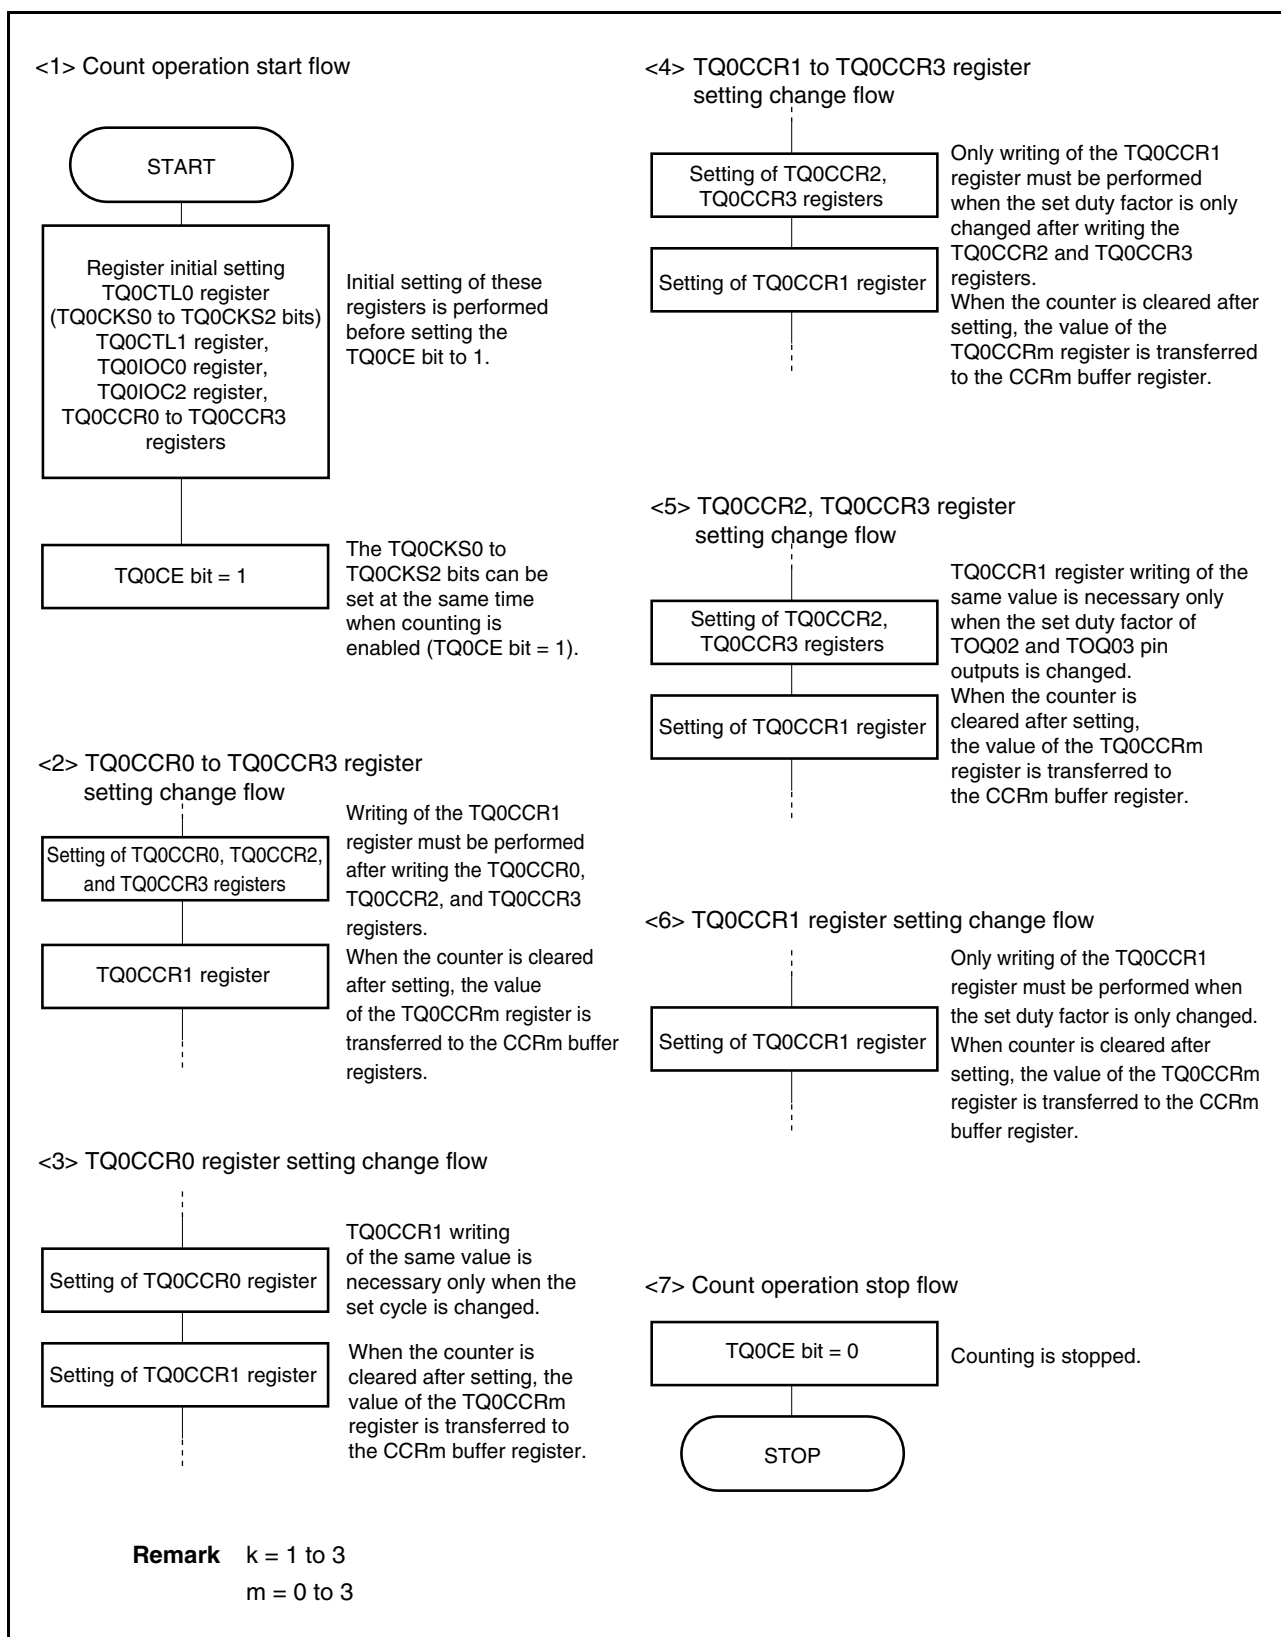 <1> Count operation start flow
START
Register initial setting
TQ0CTL0 register
(TQ0CKS0 to TQ0CKS2 bits)
TQ0CTL1 register,
TQ0IOC0 register,
TQ0IOC2 register,
TQ0CCR0 to TQ0CCR3
registers
Initial setting of these
registers is performed
before setting the
TQ0CE bit to 1.
TQ0CE bit = 1
The TQ0CKS0 to
TQ0CKS2 bits can be
set at the same time
when counting is
enabled (TQ0CE bit = 1).
<2> TQ0CCR0 to TQ0CCR3 register
setting change flow
Setting of TQ0CCR0, TQ0CCR2,
and TQ0CCR3 registers
TQ0CCR1 register
Writing of the TQ0CCR1
register must be performed
after writing the TQ0CCR0,
TQ0CCR2, and TQ0CCR3
registers.
When the counter is cleared
after setting, the value
of the TQ0CCRm register is
transferred to the CCRm buffer
registers.
<3> TQ0CCR0 register setting change flow
Setting of TQ0CCR0 register
TQ0CCR1 writing
of the same value is
necessary only when the
set cycle is changed.
Setting of TQ0CCR1 register
When the counter is
cleared after setting, the
value of the TQ0CCRm
register is transferred to
the CCRm buffer register.
<4> TQ0CCR1 to TQ0CCR3 register
setting change flow
Setting of TQ0CCR2,
TQ0CCR3 registers
Setting of TQ0CCR1 register
Only writing of the TQ0CCR1
register must be performed
when the set duty factor is only
changed after writing the
TQ0CCR2 and TQ0CCR3
registers.
When the counter is cleared after
setting, the value of the
TQ0CCRm register is transferred
to the CCRm buffer register.
<5> TQ0CCR2, TQ0CCR3 register
setting change flow
Setting of TQ0CCR2,
TQ0CCR3 registers
Setting of TQ0CCR1 register
TQ0CCR1 register writing of the
same value is necessary only
when the set duty factor of
TOQ02 and TOQ03 pin
outputs is changed.
When the counter is
cleared after setting,
the value of the TQ0CCRm
register is transferred to
the CCRm buffer register.
<6> TQ0CCR1 register setting change flow
Setting of TQ0CCR1 register
Only writing of the TQ0CCR1
register must be performed when
the set duty factor is only changed.
When counter is cleared after
setting, the value of the TQ0CCRm
register is transferred to the CCRm
buffer register.
<7> Count operation stop flow
TQ0CE bit = 0
Counting is stopped.
STOP
Remark k = 1 to 3
m = 0 to 3